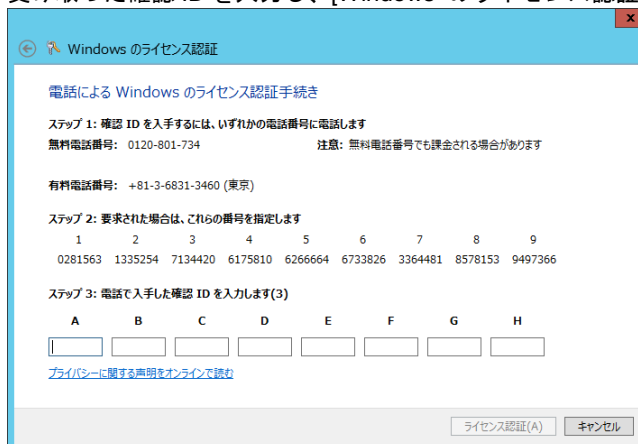 Windows のライセンス認証
電話による Windows のライセンス認証手続き
ステップ 1: 確認 ID を入手するには、いずれかの電話番号に電話します
無料電話番号: 0120-801-734 注意: 無料電話番号でも課金される場合があります
有料電話番号: +81-3-6831-3460 (東京)
ステップ 2: 要求された場合は、これらの番号を指定します
1 2 3 4 5 6 7 8 9
0281563 1335254 7134420 6175810 6266664 6733826 3364481 8578153 9497366
ステップ 3: 電話で入手した確認 ID を入力します(3)
A B C D E F G H
プライバシーに関する声明をオンラインで読む
ライセンス認証(A) キャンセル